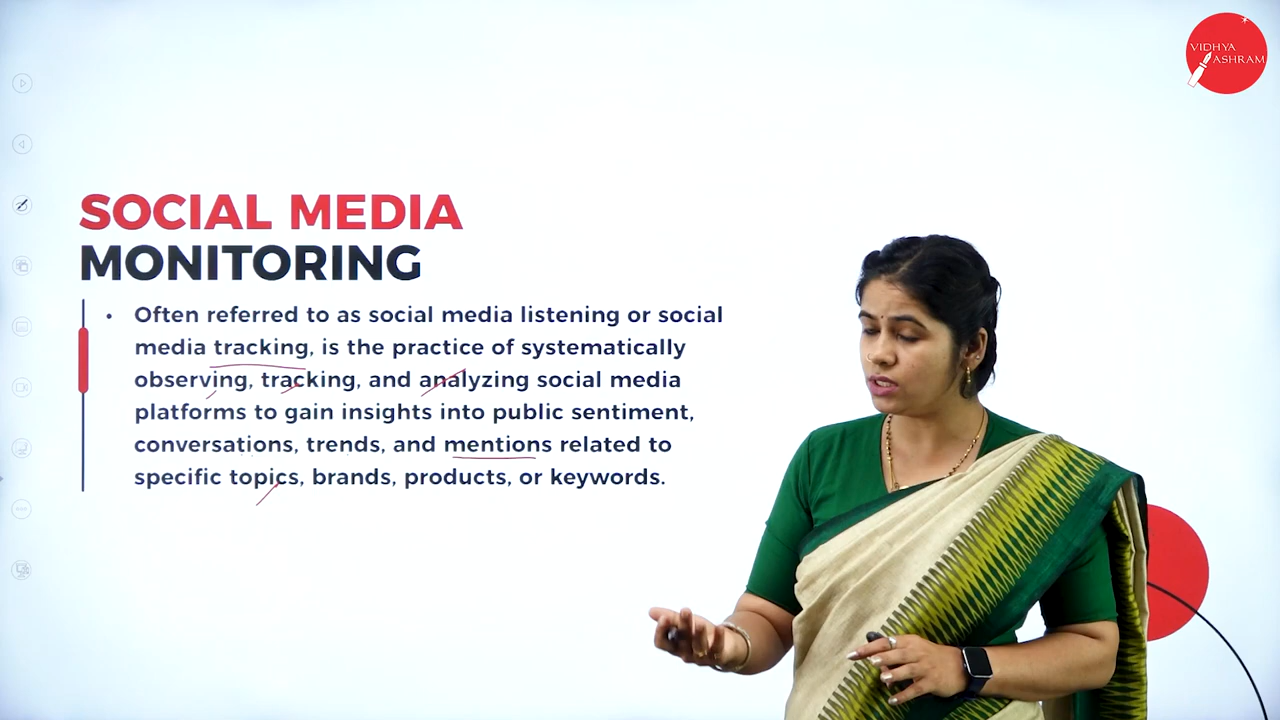 VIDHYA
ASHRAM
SOCIAL MEDIA
MONITORING
• Often referred to as social media listening or social
media tracking, is the practice of systematically
observing, tracking, and analyzing social media
platforms to gain insights into public sentiment,
conversations, trends, and mentions related to
specific topics, brands, products, or keywords.